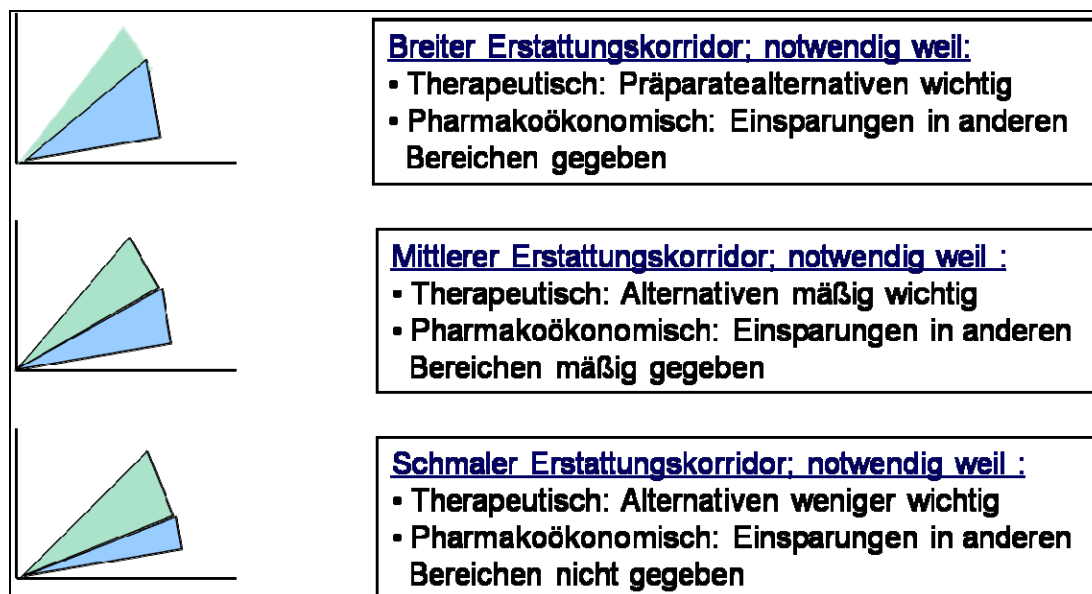 Breiter Erstattungskorridor; notwendig weil:
▪ Therapeutisch: Präparatealternativen wichtig
▪ Pharmakoökonomisch: Einsparungen in anderen
Bereichen gegeben
Mittlerer Erstattungskorridor; notwendig weil :
▪ Therapeutisch: Alternativen mäßig wichtig
▪ Pharmakoökonomisch: Einsparungen in anderen
Bereichen mäßig gegeben
Schmaler Erstattungskorridor; notwendig weil :
▪ Therapeutisch: Alternativen weniger wichtig
▪ Pharmakoökonomisch: Einsparungen in anderen
Bereichen nicht gegeben